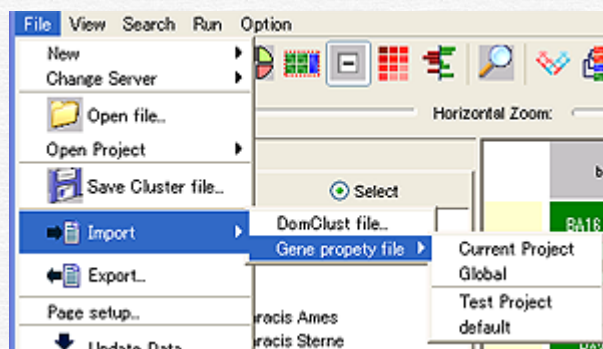 File View Search Run Option
New
Change Server
Open file..
Horizontal Zoom:
Open Project
Save Cluster file..
Select
Import
DomClust file..
BA16
Gene propety file
Current Project
Global
Export..
Test Project
Page setup..
racis Ames
default
Update Data
racis Sterne